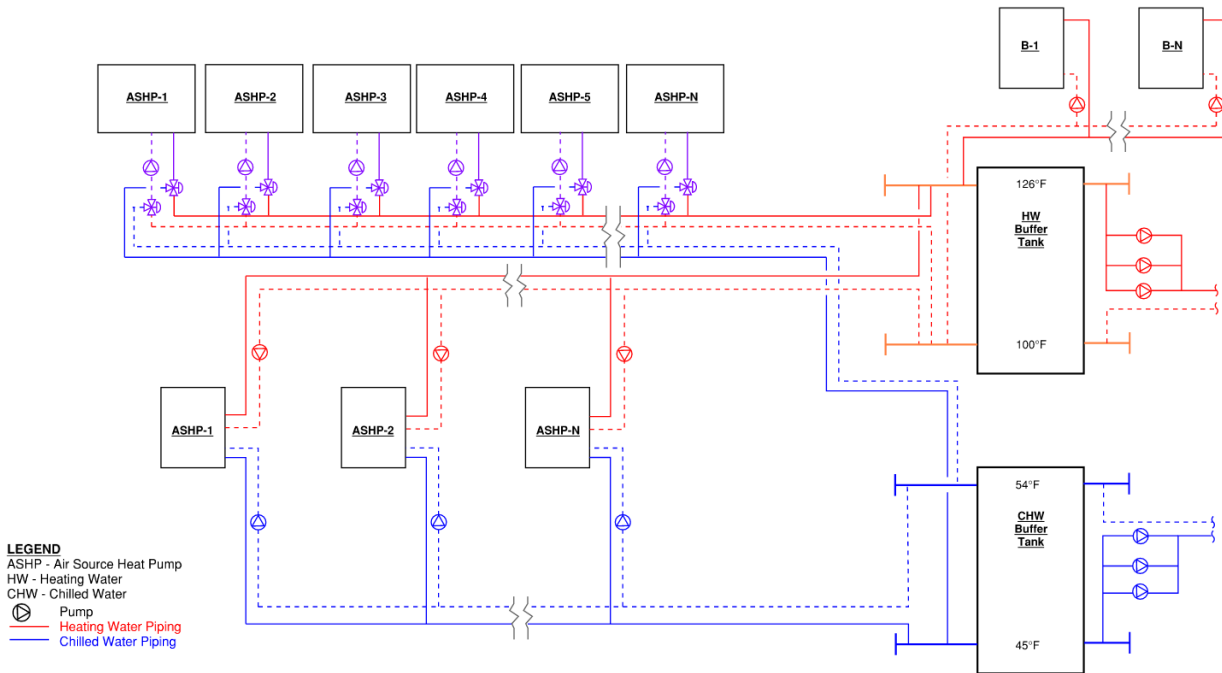 B-1
B-N
ASHP-1
ASHP-2
ASHP-3
ASHP-4
ASHP-5
ASHP-N
126°F
HW
Buffer
Tank
100°F
ASHP-1
ASHP-2
ASHP-N
54°F
CHW
Buffer
Tank
45°F
LEGEND
ASHP - Air Source Heat Pump
HW - Heating Water
CHW - Chilled Water
Pump
Heating Water Piping
Chilled Water Piping